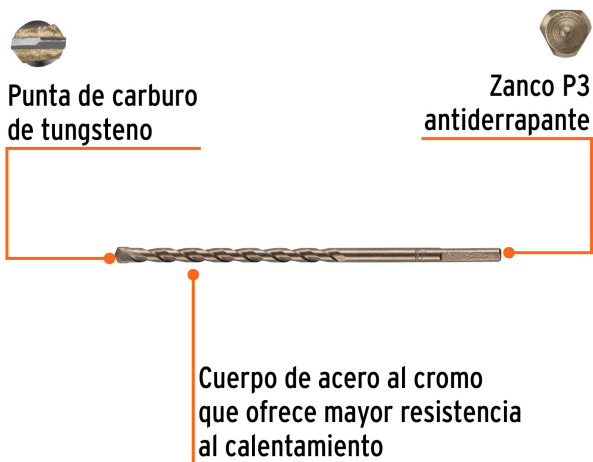 Punta de carburo
de tungsteno
Zanco P3
antiderrapante
Cuerpo de acero al cromo
que ofrece mayor resistencia
al calentamiento